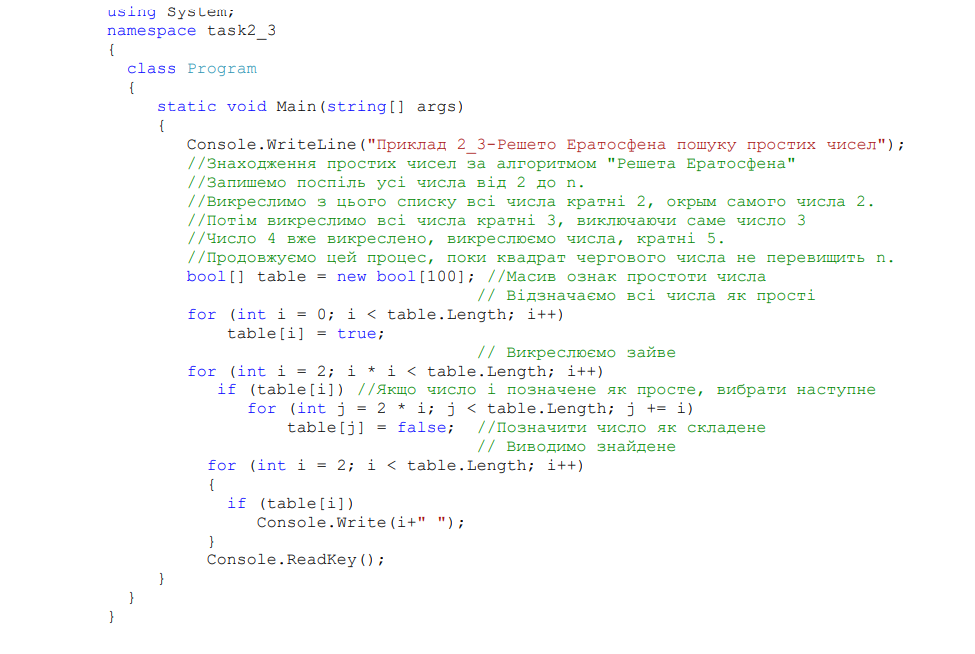 using System;
namespace task2_3
{
class Program
{
static void Main(string[] args)
{
Console.WriteLine("Приклад 2_3-Решето Ератосфена пошуку простих чисел");
//Знаходження простих чисел за алгоритмом "Решета Ератосфена"
//Запишемо поспіль усі числа від 2 до n.
//Викреслимо з цього списку всі числа кратні 2, окрым самого числа 2.
//Потім викреслимо всі числа кратні 3, виключаючи саме число 3
//Число 4 вже викреслено, викреслюємо числа, кратні 5.
//Продовжуємо цей процес, поки квадрат чергового числа не перевищить n.
bool[] table = new bool[100]; //Масив ознак простоти числа
// Відзначаємо всі числа як прості
for (int i = 0; i < table.Length; i++)
table[i] = true;
// Викреслюємо зайве
for (int i = 2; i * i < table.Length; i++)
if (table[i]) //Якщо число і позначене як просте, вибрати наступне
for (int j = 2 * i; j < table.Length; j += i)
table[j] = false; //Позначити число як складене
// Виводимо знайдене
for (int i = 2; i < table.Length; i++)
{
if (table[i])
Console.Write(i+" ");
}
Console.ReadKey();
}
}
}